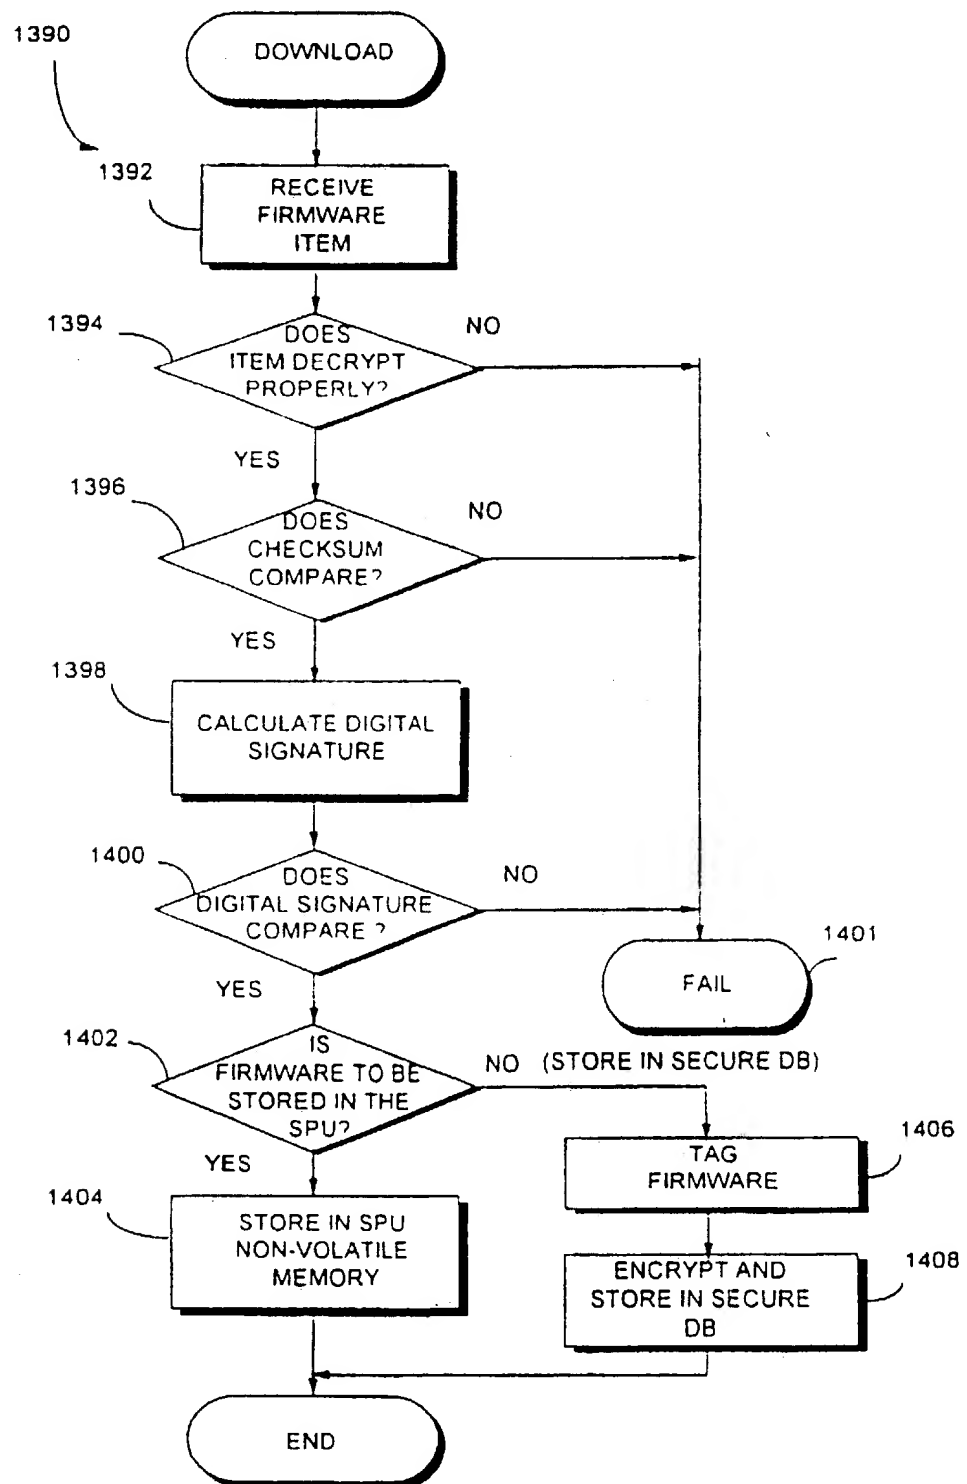 1390
DOWNLOAD
1392
RECEIVE
FIRMWARE
ITEM
1394
DOES
ITEM DECRYPT
PROPERLY?
NO
YES
1396
DOES
CHECKSUM
COMPARE?
NO
YES
1398
CALCULATE DIGITAL
SIGNATURE
1400
DOES
DIGITAL SIGNATURE
COMPARE ?
NO
1401
FAIL
YES
1402
IS
FIRMWARE TO BE
STORED IN THE
SPU?
NO (STORE IN SECURE DB)
YES
1406
TAG
FIRMWARE
1404
STORE IN SPU
NON-VOLATILE
MEMORY
1408
ENCRYPT AND
STORE IN SECURE
DB
END